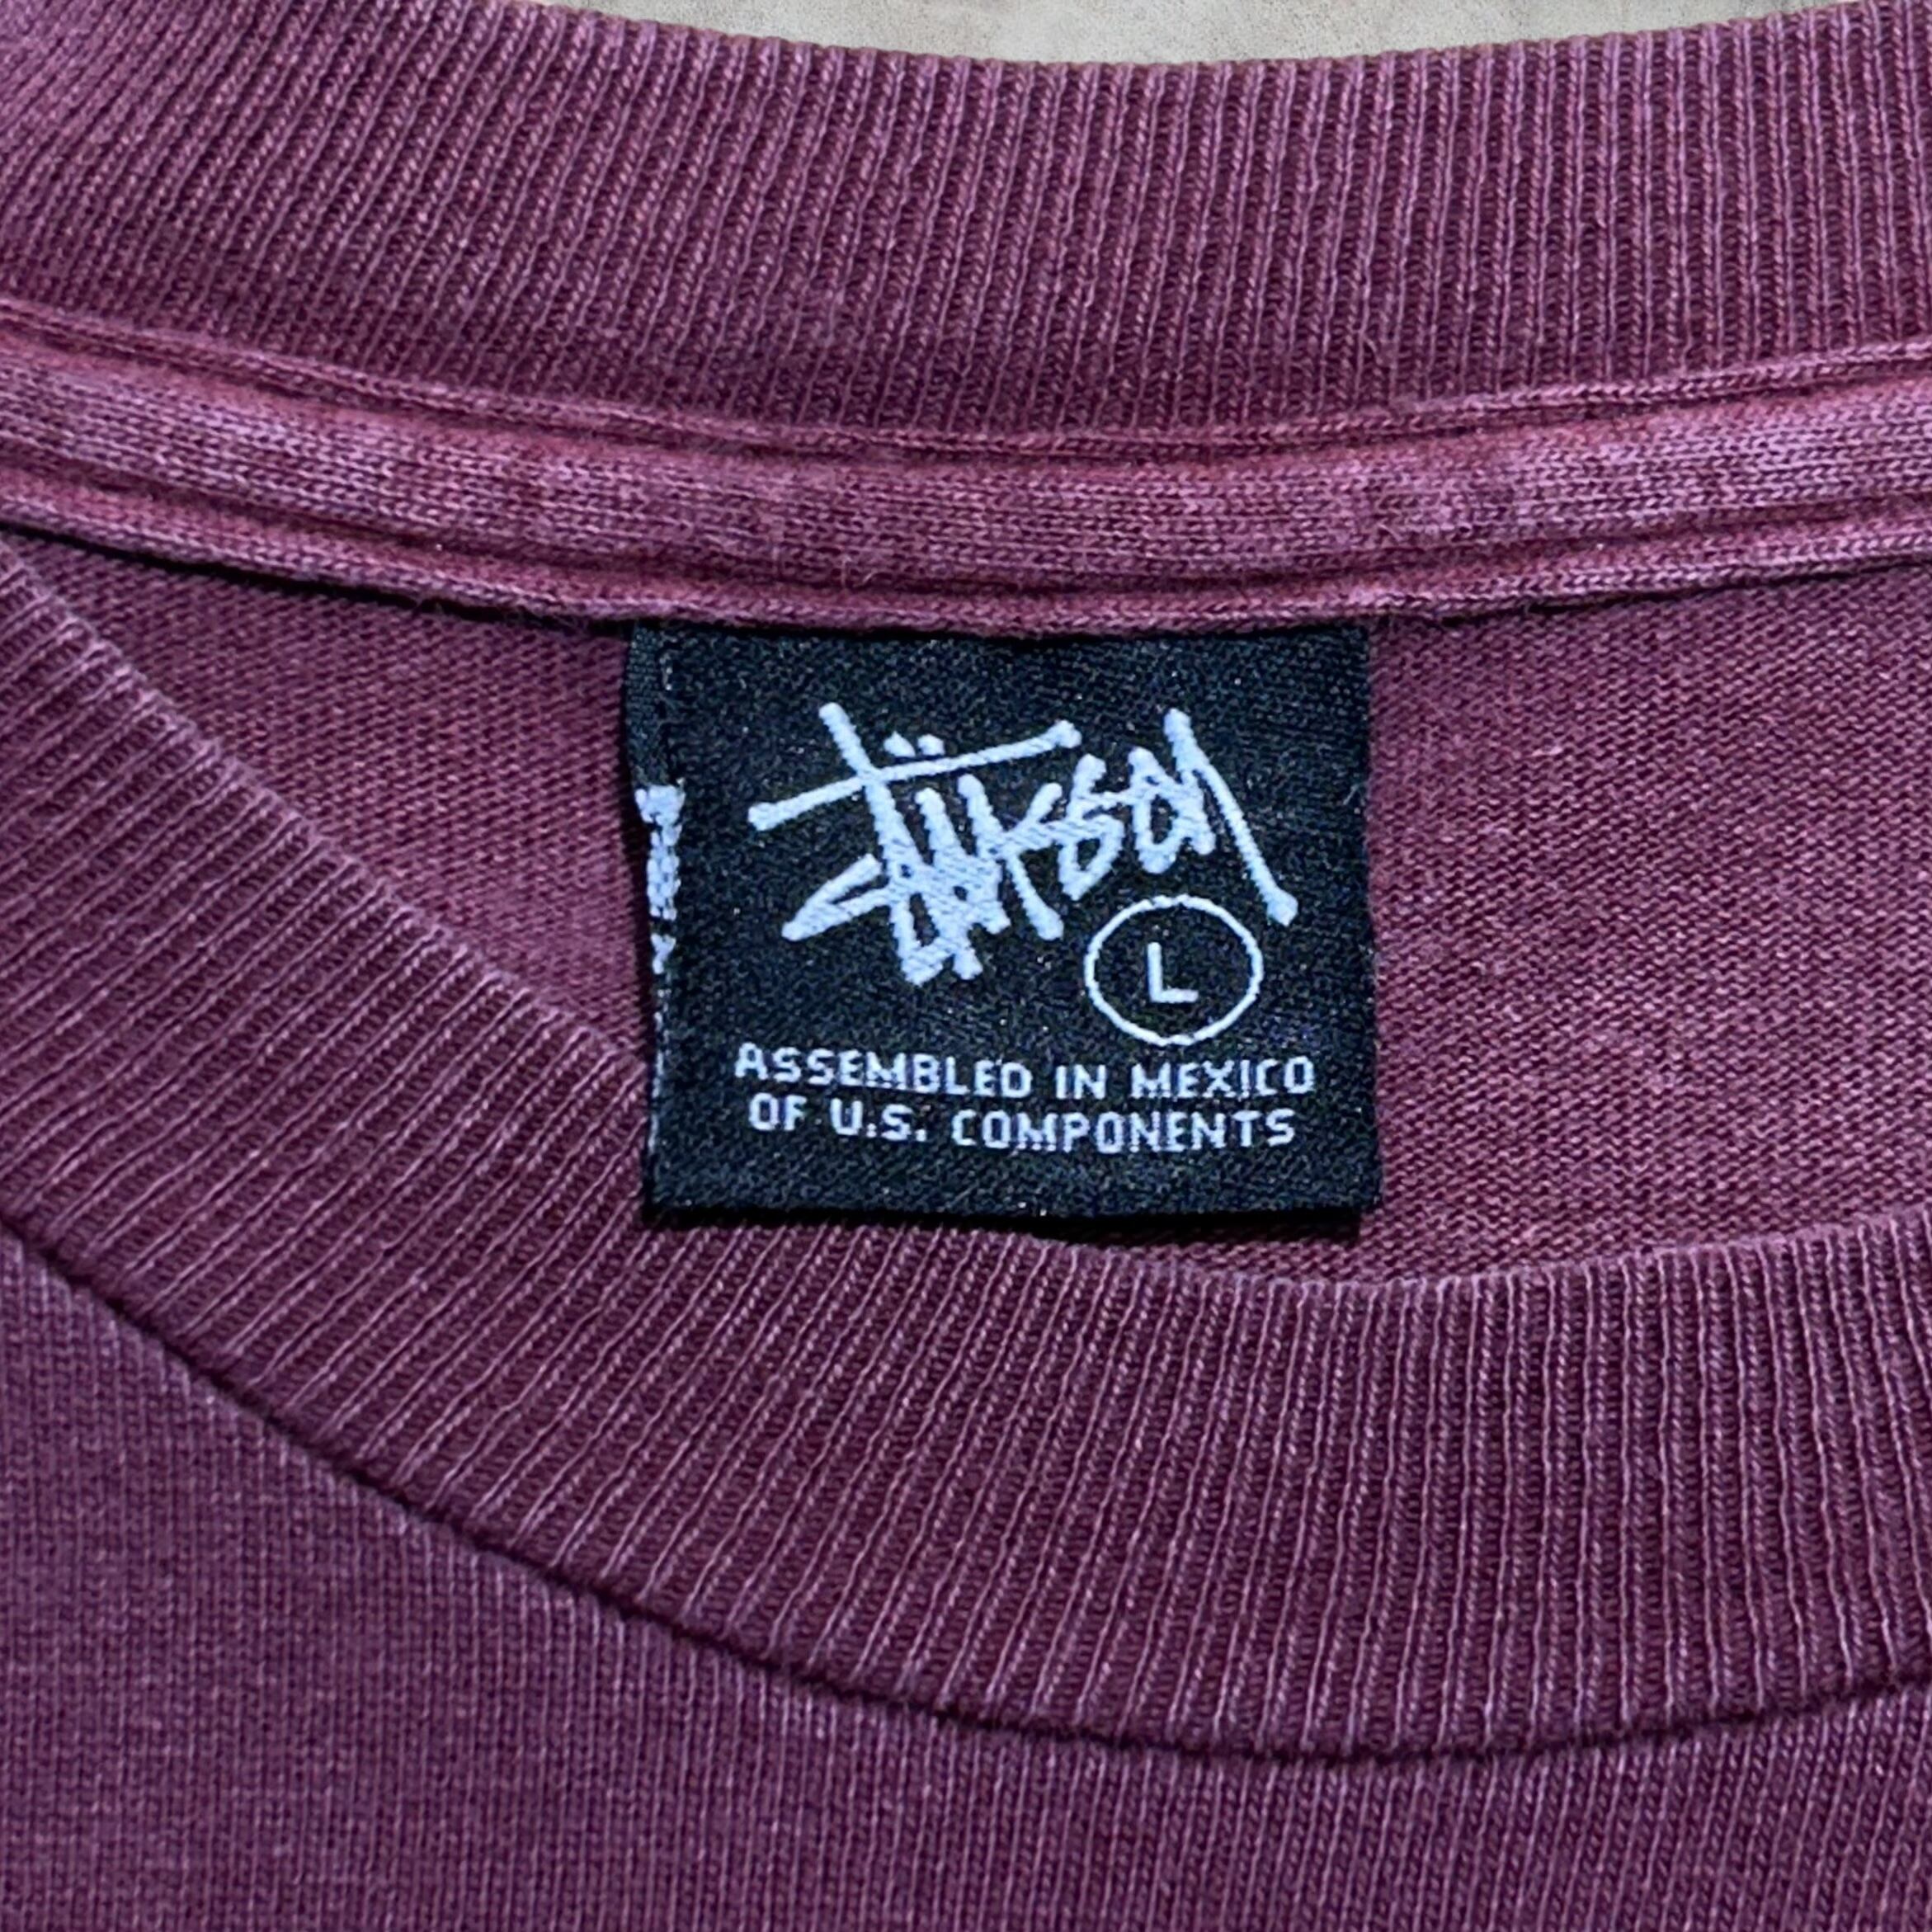 Stüssy
L
ASSEMBLED IN MEXICO
OF U.S. COMPONENTS